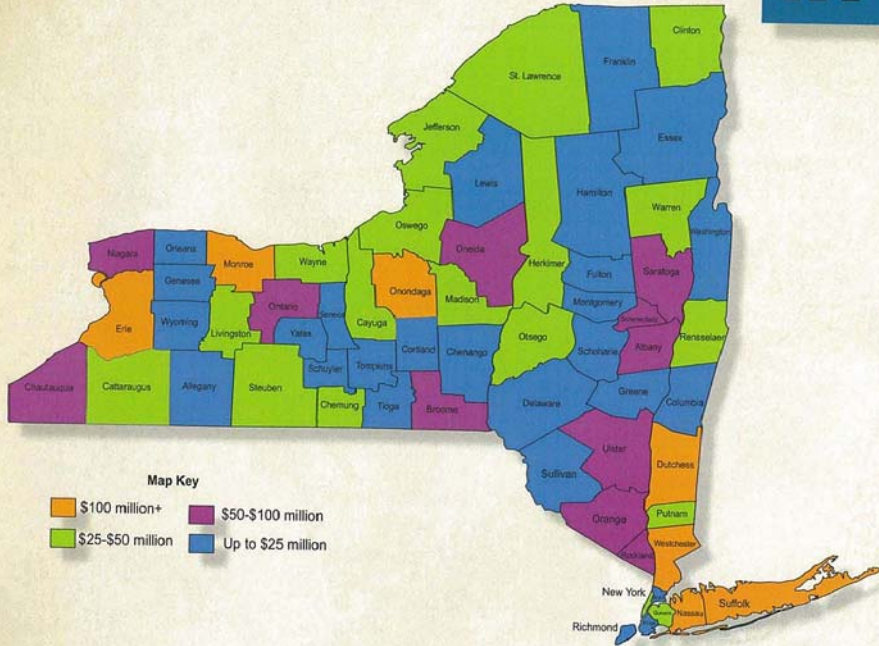 Clinton
Franklin
St. Lawrence
Essex
Jefferson
Lewis
Hamilton
Warren
Washington
Oswego
Oneida
Herkimer
Niagara
Orleans
Monroe
Wayne
Fulton
Saratoga
Genesee
Onondaga
Madison
Montgomery
Ontario
Seneca
Cayuga
Schenectady
Erie
Wyoming
Livingston
Yates
Otsego
Schoharie
Albany
Rensselaer
Cortland
Chenango
Schuyler
Tompkins
Chautauqua
Cattaraugus
Allegany
Steuben
Chemung
Tioga
Broome
Delaware
Greene
Columbia
Ulster
Sullivan
Dutchess
Orange
Putnam
Rockland
Westchester
Map Key
$100 million+
$50-$100 million
$25-$50 million
Up to $25 million
New York
Queens
Nassau
Suffolk
Richmond